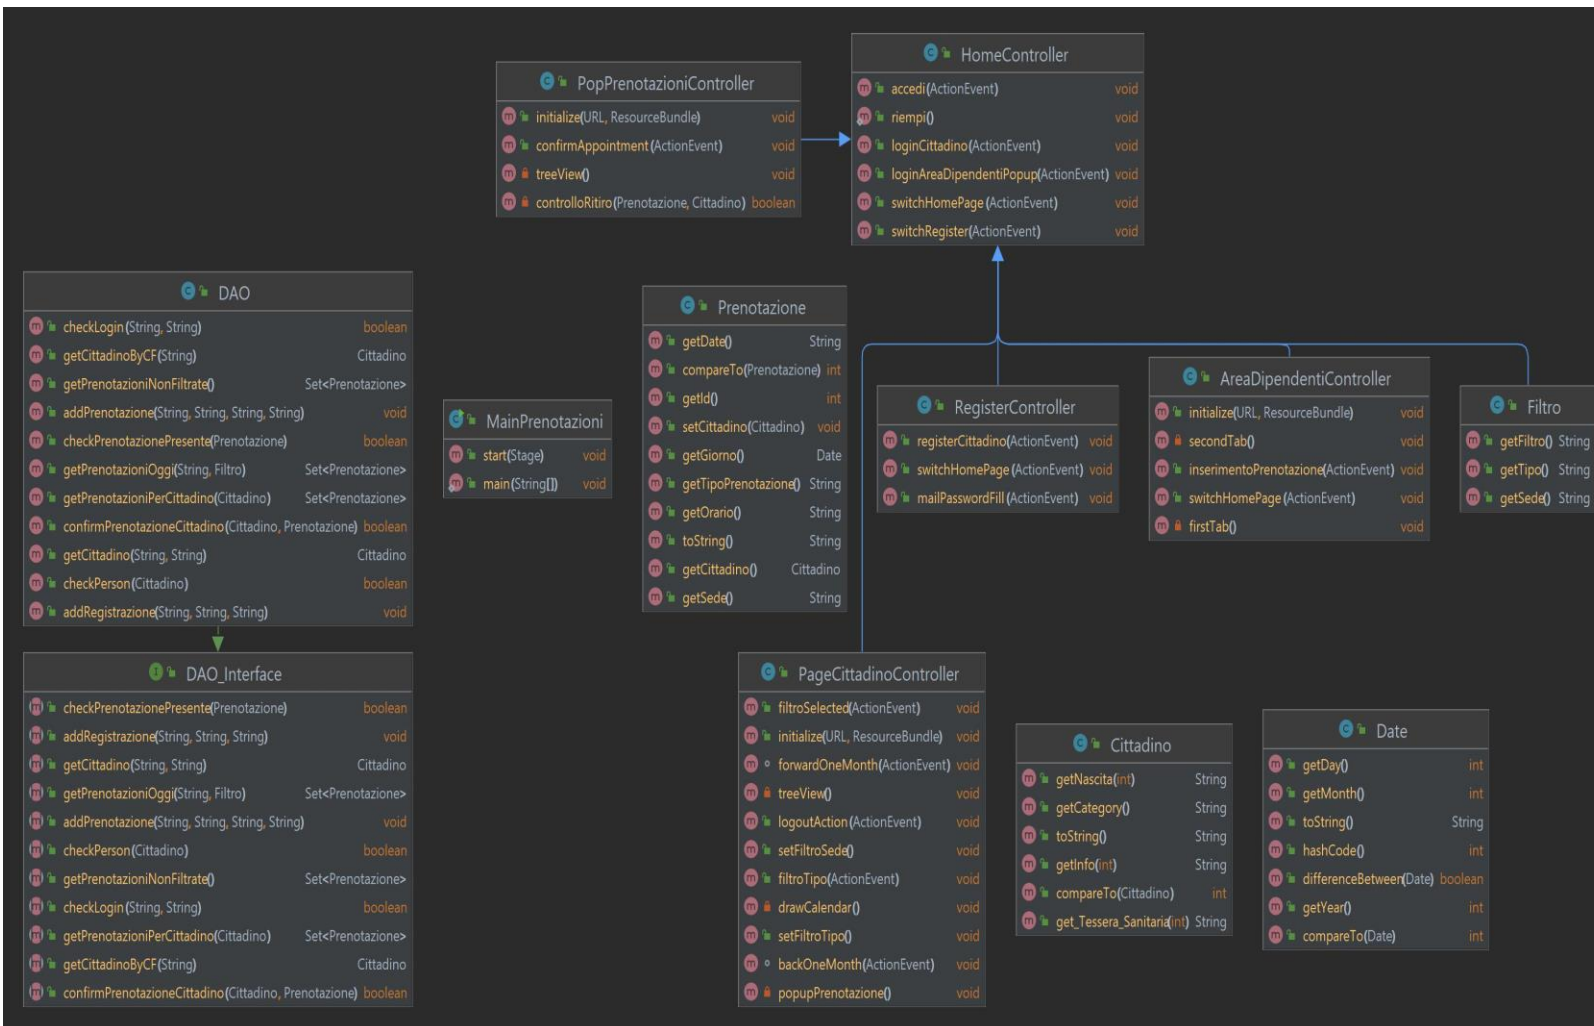 PopPrenotazioniController
initialize(URL, ResourceBundle) void
confirmAppointment(ActionEvent) void
treeView() void
controlloRitiro(Prenotazione, Cittadino) boolean
HomeController
accedi(ActionEvent) void
riempi() void
loginCittadino(ActionEvent) void
loginAreaDipendentiPopup(ActionEvent) void
switchHomePage(ActionEvent) void
switchRegister(ActionEvent) void
DAO
checkLogin(String, String) boolean
getCittadinoByCF(String) Cittadino
getPrenotazioniNonFiltrate() Set<Prenotazione>
addPrenotazione(String, String, String, String) void
checkPrenotazionePresente(Prenotazione) boolean
getPrenotazioniOggi(String, Filtro) Set<Prenotazione>
getPrenotazioniPerCittadino(Cittadino) Set<Prenotazione>
confirmPrenotazioneCittadino(Cittadino, Prenotazione) boolean
getCittadino(String, String) Cittadino
checkPerson(Cittadino) boolean
addRegistrazione(String, String, String) void
MainPrenotazioni
start(Stage) void
main(String[]) void
Prenotazione
getDate() String
compareTo(Prenotazione) int
getId() int
setCittadino(Cittadino) void
getGiorno() Date
getTipoPrenotazione() String
getOrario() String
toString() String
getCittadino() Cittadino
getSede() String
RegisterController
registerCittadino(ActionEvent) void
switchHomePage(ActionEvent) void
mailPasswordFill(ActionEvent) void
AreaDipendentiController
initialize(URL, ResourceBundle) void
secondTab() void
inserimentoPrenotazione(ActionEvent) void
switchHomePage(ActionEvent) void
firstTab() void
Filtro
getFiltro() String
getTipo() String
getSede() String
DAO_Interface
checkPrenotazionePresente(Prenotazione) boolean
addRegistrazione(String, String, String) void
getCittadino(String, String) Cittadino
getPrenotazioniOggi(String, Filtro) Set<Prenotazione>
addPrenotazione(String, String, String, String) void
checkPerson(Cittadino) boolean
getPrenotazioniNonFiltrate() Set<Prenotazione>
checkLogin(String, String) boolean
getPrenotazioniPerCittadino(Cittadino) Set<Prenotazione>
getCittadinoByCF(String) Cittadino
confirmPrenotazioneCittadino(Cittadino, Prenotazione) boolean
PageCittadinoController
filtroSelected(ActionEvent) void
initialize(URL, ResourceBundle) void
forwardOneMonth(ActionEvent) void
treeView() void
logoutAction(ActionEvent) void
setFiltroSede() void
filtroTipo(ActionEvent) void
drawCalendar() void
setFiltroTipo() void
backOneMonth(ActionEvent) void
popupPrenotazione() void
Cittadino
getNascita(int) String
getCategory() String
toString() String
getInfo(int) String
compareTo(Cittadino) int
get_Tessera_Sanitaria(int) String
Date
getDay() int
getMonth() int
toString() String
hashCode() int
differenceBetween(Date) boolean
getYear() int
compareTo(Date) int